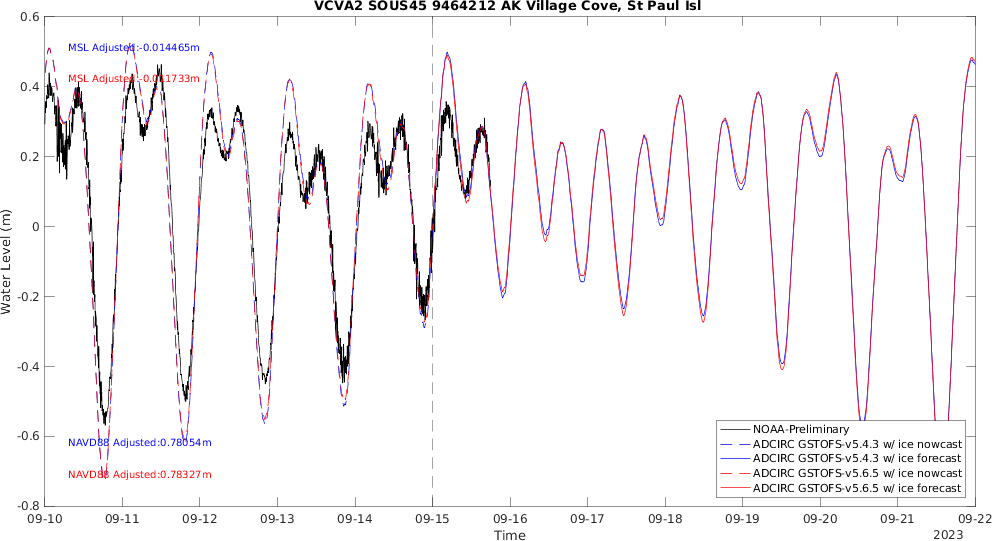 VCVA2 SOUS45 9464212 AK Village Cove, St Paul Isl
0.6
0.4
0.2
0
-0.2
-0.4
-0.6
-0.8
Water Level (m)
MSL Adjusted:-0.014465m
MSL Adjusted:-0.011733m
NAVD88 Adjusted:0.78054m
NAVD88 Adjusted:0.78327m
NOAA-Preliminary
ADCIRC GSTOFS-v5.4.3 w/ ice nowcast
ADCIRC GSTOFS-v5.4.3 w/ ice forecast
ADCIRC GSTOFS-v5.6.5 w/ ice nowcast
ADCIRC GSTOFS-v5.6.5 w/ ice forecast
09-10 09-11 09-12 09-13 09-14 09-15 09-16 09-17 09-18 09-19 09-20 09-21 09-22
Time
2023